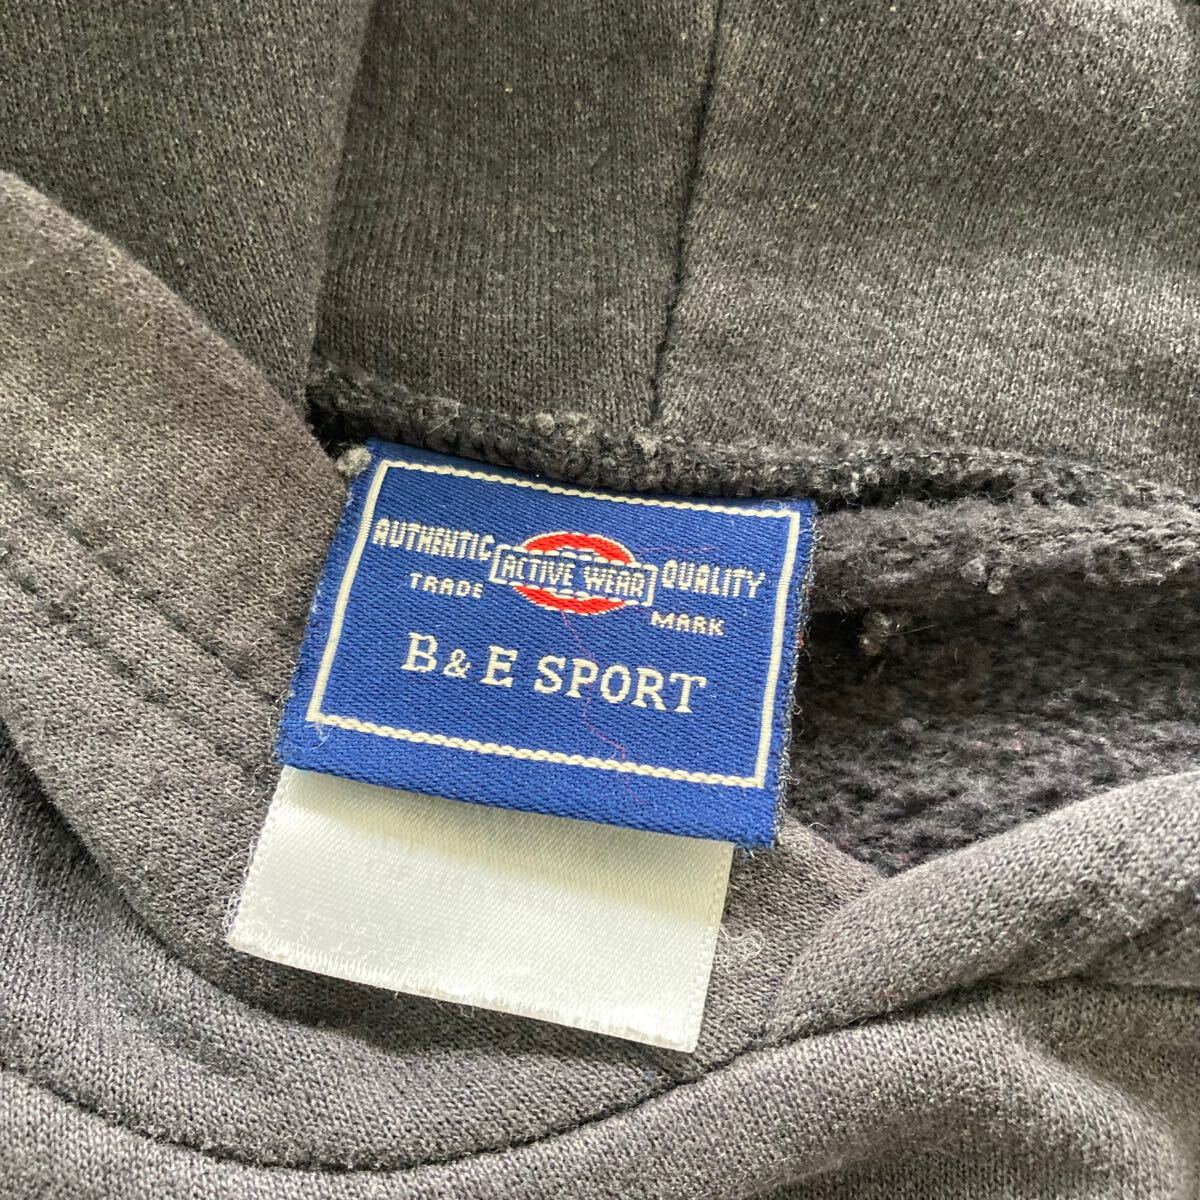 AUTHENTIC ACTIVE WEAR QUALITY
TRADE MARK
B & E SPORT